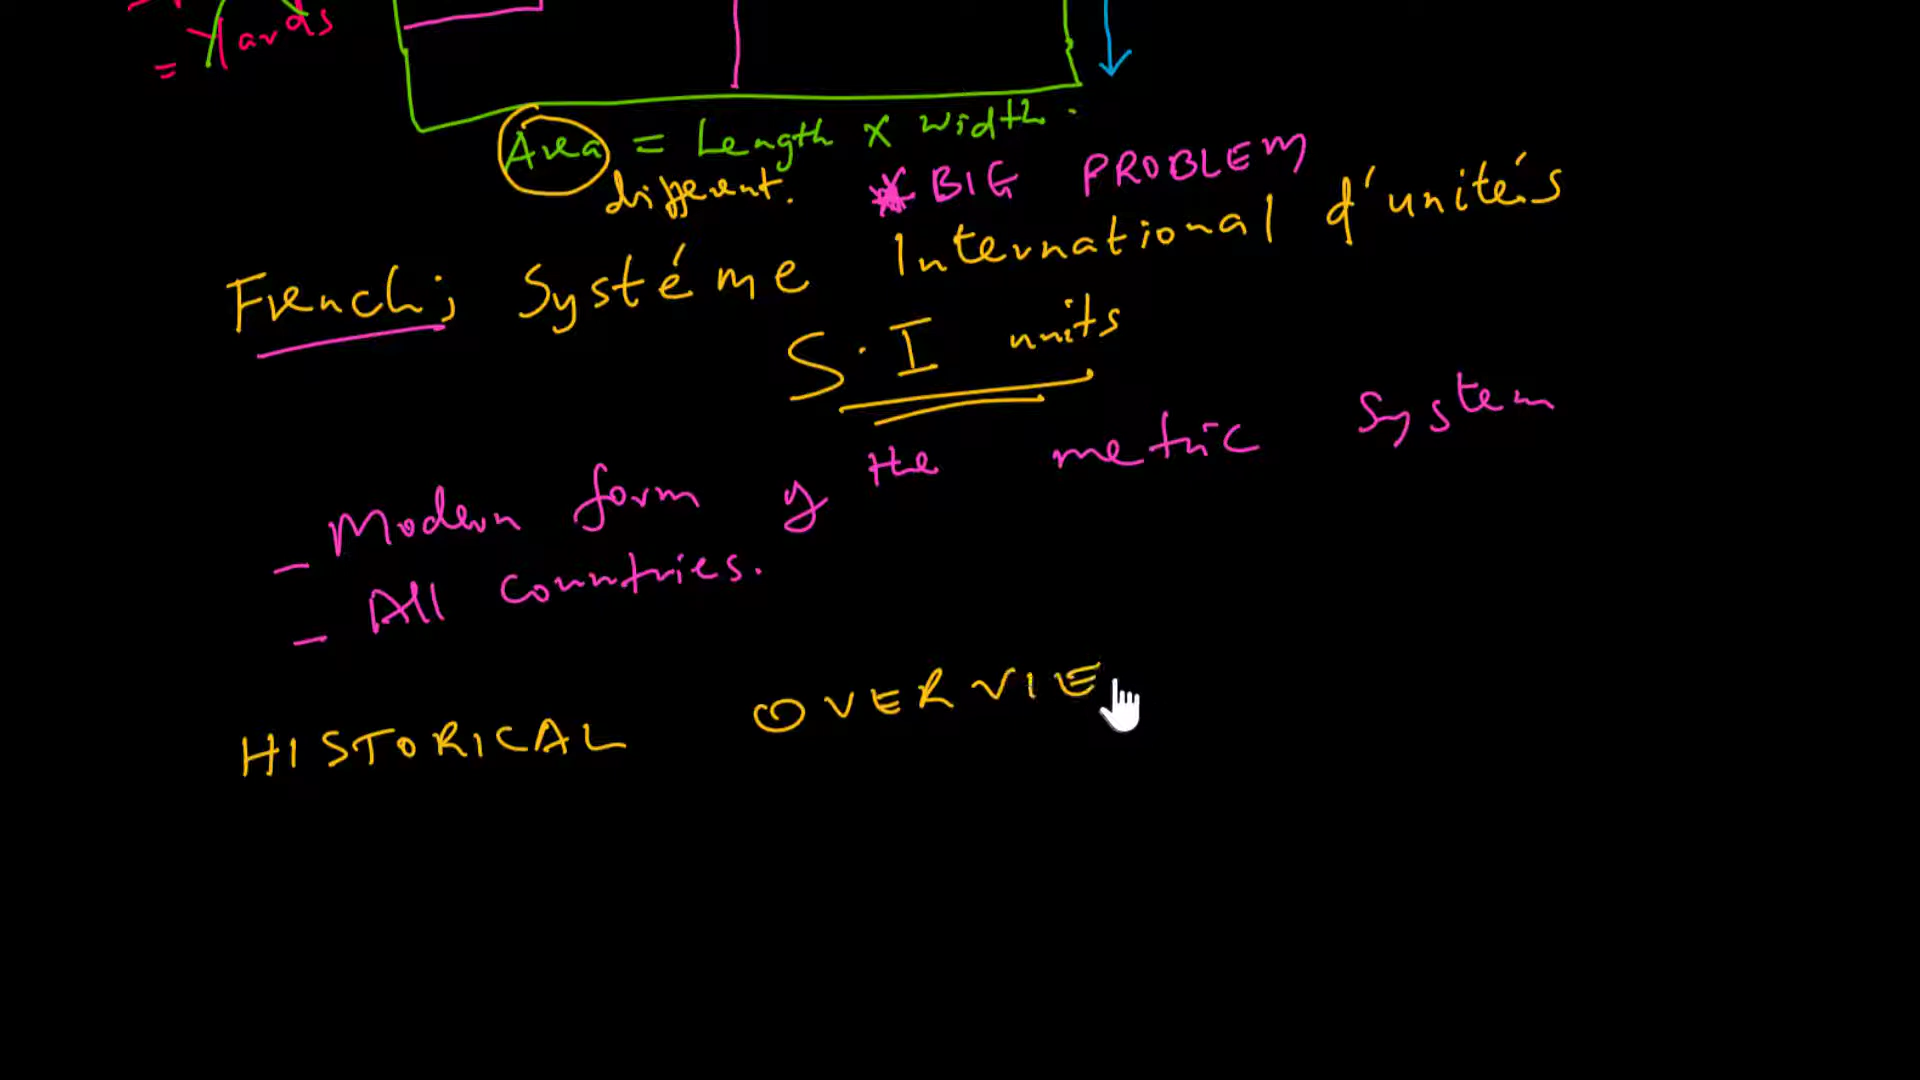 = Yards
Area = Length x Width.
different. * BIG PROBLEM
French; Systéme International d'unités
S.I units
- Modern form of the metric System
- All Countries.
HISTORICAL OVERVIE